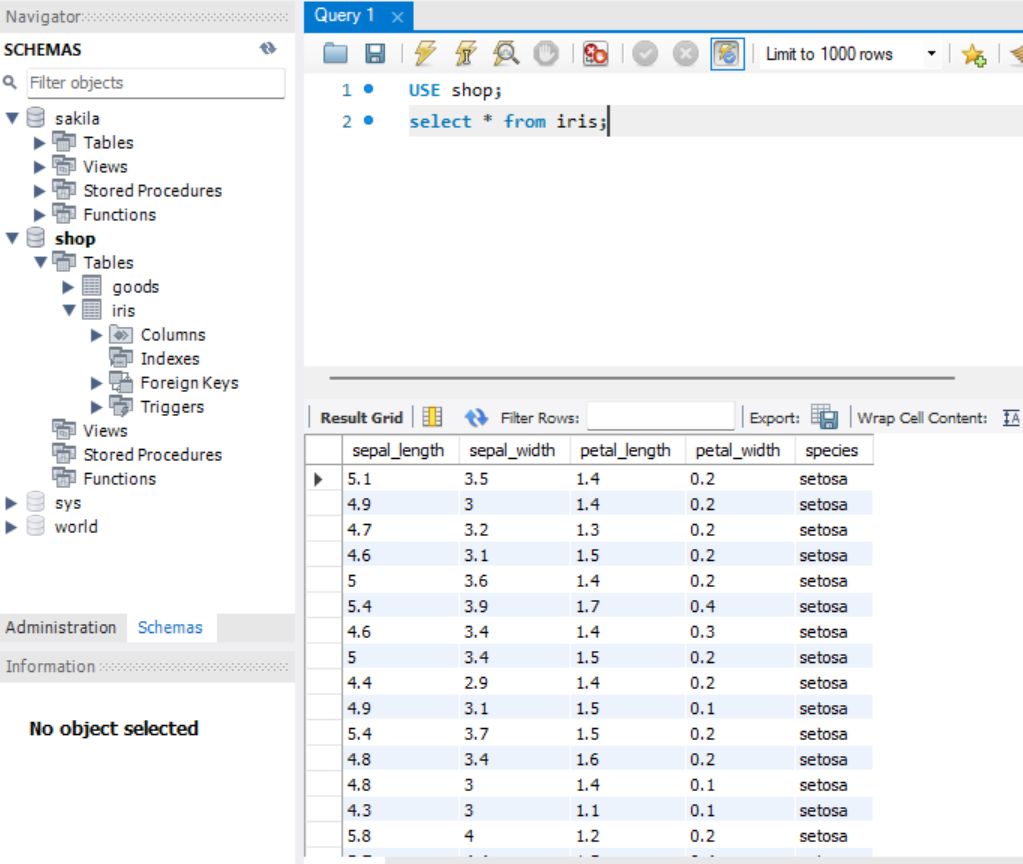 Navigator
SCHEMAS
Filter objects
sakila
Tables
Views
Stored Procedures
Functions
shop
Tables
goods
iris
Columns
Indexes
Foreign Keys
Triggers
Views
Stored Procedures
Functions
sys
world
Administration Schemas
Information
No object selected
Query 1
Limit to 1000 rows
1 USE shop;
2 select * from iris;
Result Grid Filter Rows: Export: Wrap Cell Content:
sepal_length sepal_width petal_length petal_width species
5.1 3.5 1.4 0.2 setosa
4.9 3 1.4 0.2 setosa
4.7 3.2 1.3 0.2 setosa
4.6 3.1 1.5 0.2 setosa
5 3.6 1.4 0.2 setosa
5.4 3.9 1.7 0.4 setosa
4.6 3.4 1.4 0.3 setosa
5 3.4 1.5 0.2 setosa
4.4 2.9 1.4 0.2 setosa
4.9 3.1 1.5 0.1 setosa
5.4 3.7 1.5 0.2 setosa
4.8 3.4 1.6 0.2 setosa
4.8 3 1.4 0.1 setosa
4.3 3 1.1 0.1 setosa
5.8 4 1.2 0.2 setosa